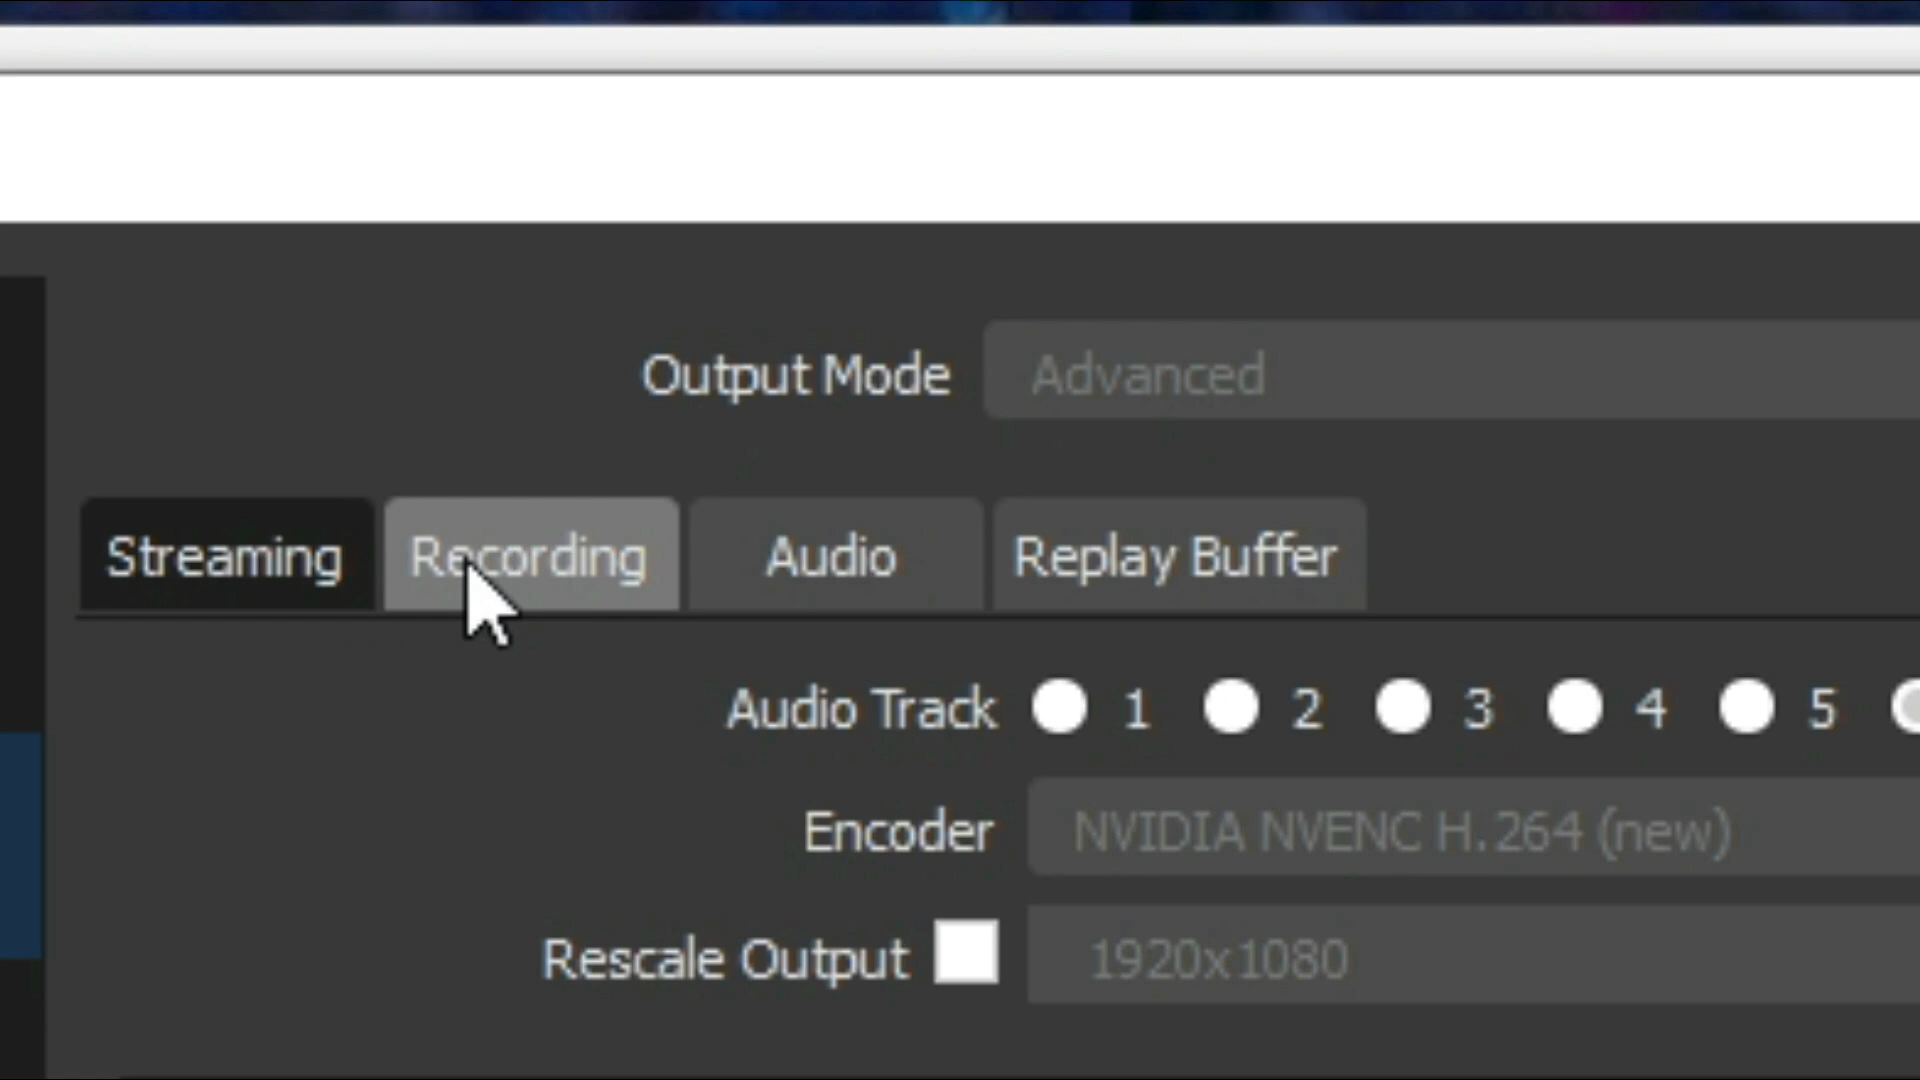 Output Mode Advanced
Streaming Recording Audio Replay Buffer
Audio Track 1 2 3 4 5
Encoder NVIDIA NVENC H.264 (new)
Rescale Output 1920x1080